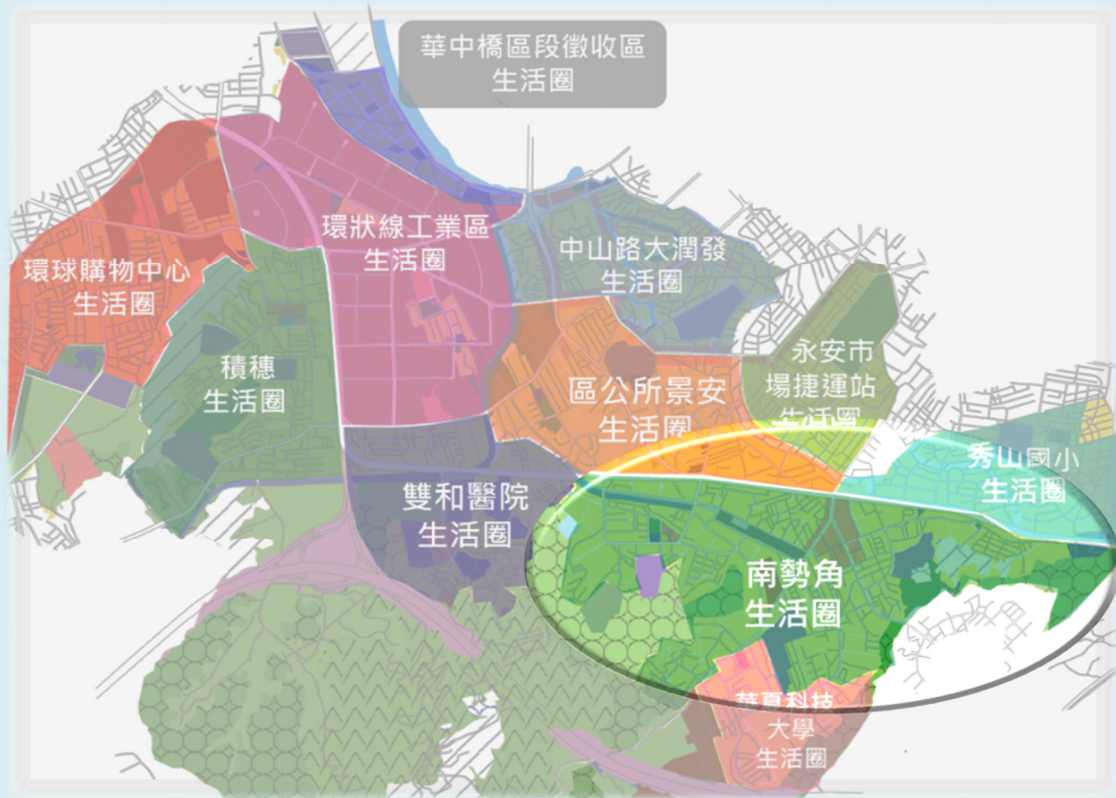 華中橋區段徵收區
生活圈
環狀線工業區
生活圈
中山路大潤發
生活圈
環球購物中心
生活圈
積穗
生活圈
區公所景安
生活圈
永安市
場捷運站
生活圈
秀山國小
生活圈
雙和醫院
生活圈
南勢角
生活圈
華夏科技
大學
生活圈